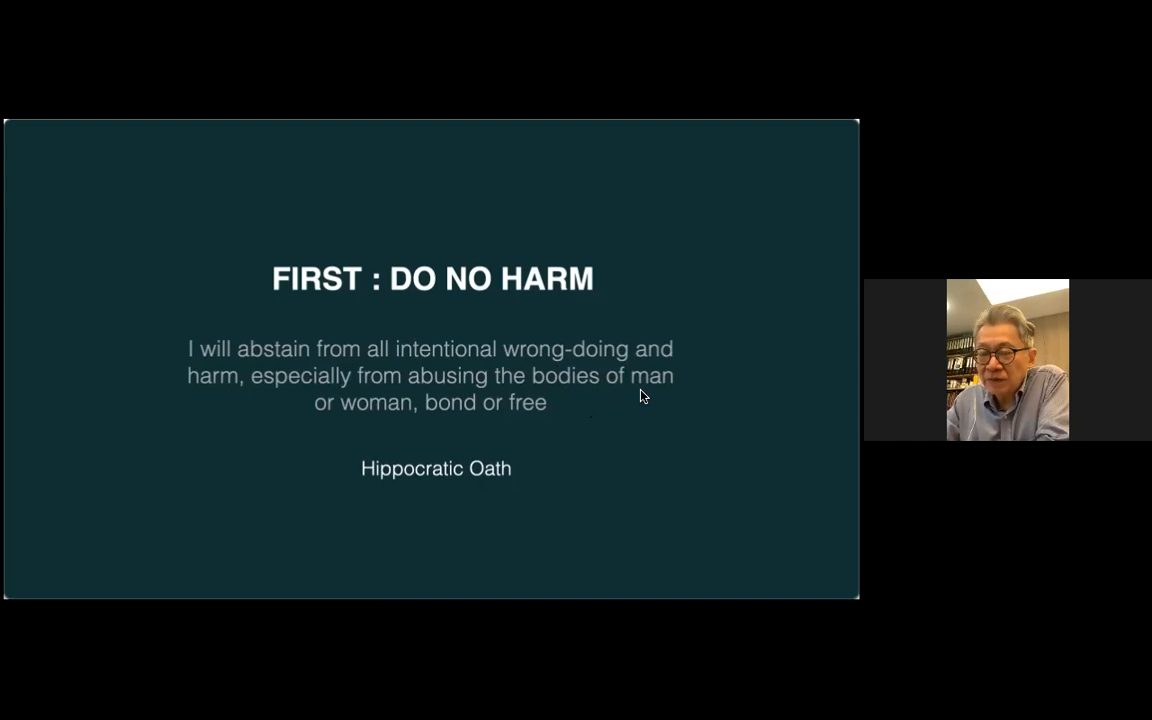 FIRST : DO NO HARM
I will abstain from all intentional wrong-doing and
harm, especially from abusing the bodies of man
or woman, bond or free
Hippocratic Oath